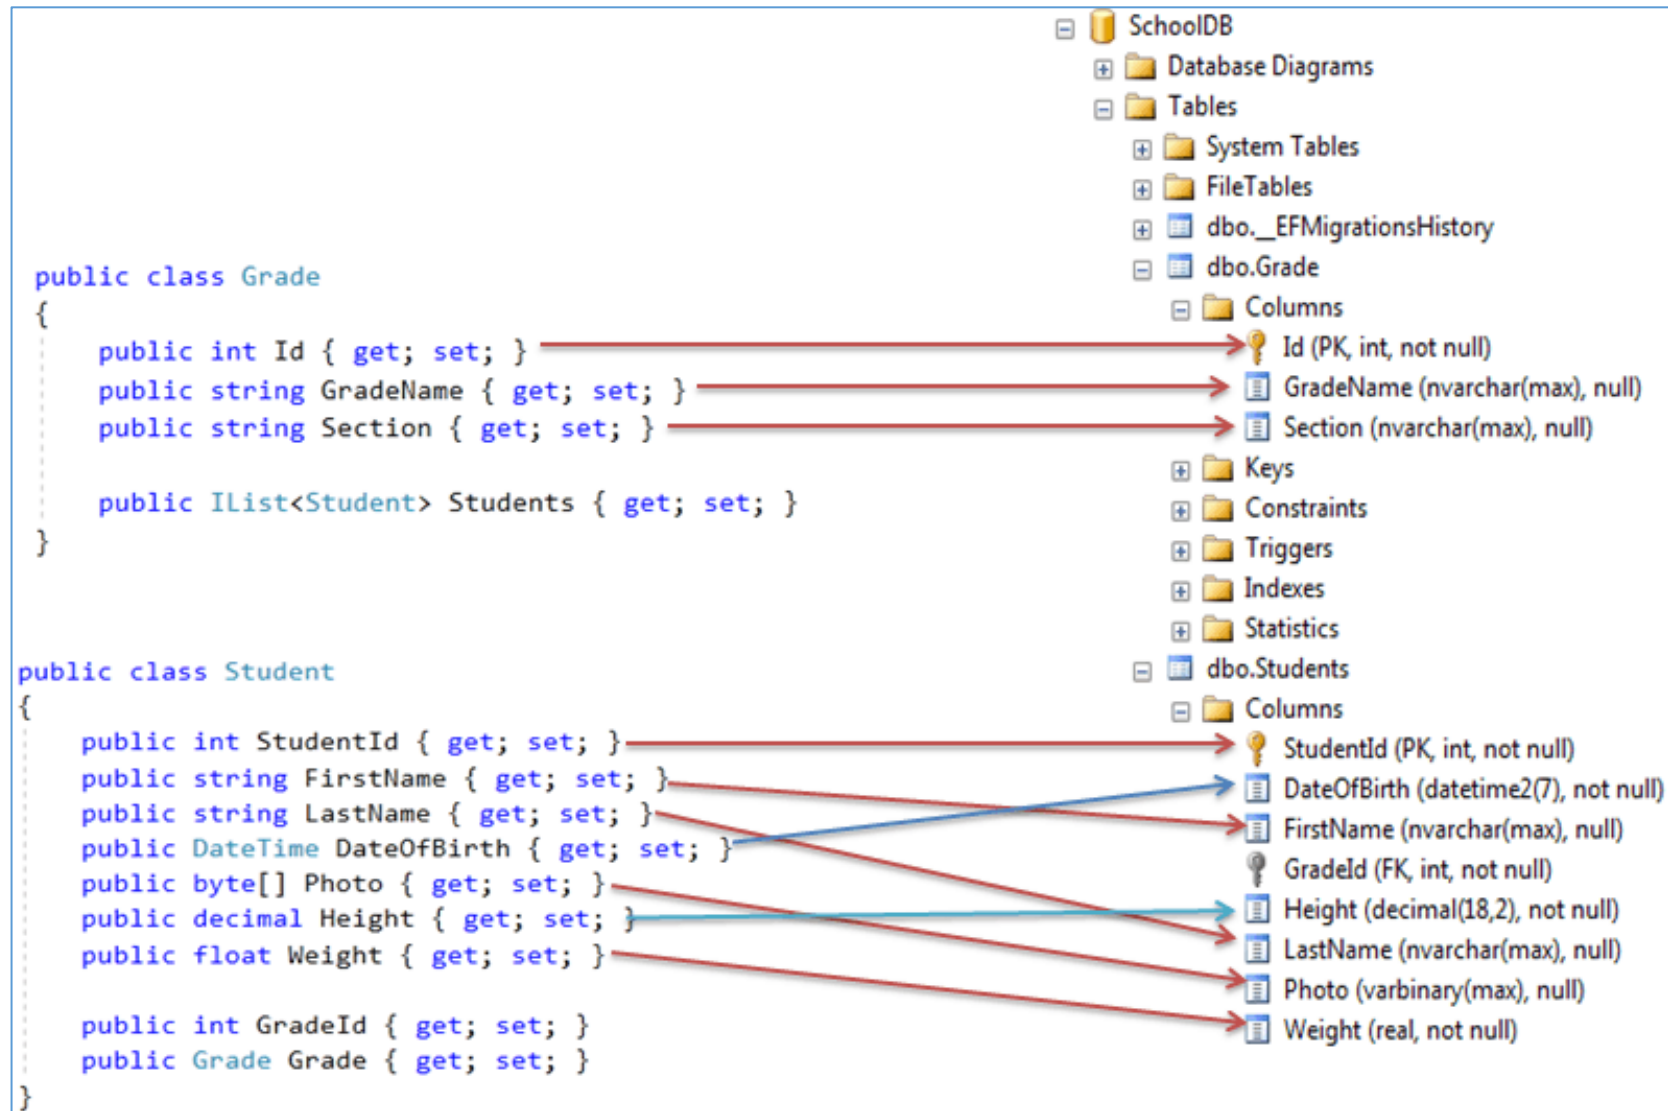 SchoolDB
Database Diagrams
Tables
System Tables
FileTables
dbo.__EFMigrationsHistory
dbo.Grade
Columns
Id (PK, int, not null)
GradeName (nvarchar(max), null)
Section (nvarchar(max), null)
Keys
Constraints
Triggers
Indexes
Statistics
dbo.Students
Columns
StudentId (PK, int, not null)
DateOfBirth (datetime2(7), not null)
FirstName (nvarchar(max), null)
GradeId (FK, int, not null)
Height (decimal(18,2), not null)
LastName (nvarchar(max), null)
Photo (varbinary(max), null)
Weight (real, not null)
public class Grade
{
public int Id { get; set; }
public string GradeName { get; set; }
public string Section { get; set; }
public IList<Student> Students { get; set; }
}
public class Student
{
public int StudentId { get; set; }
public string FirstName { get; set; }
public string LastName { get; set; }
public DateTime DateOfBirth { get; set; }
public byte[] Photo { get; set; }
public decimal Height { get; set; }
public float Weight { get; set; }
public int GradeId { get; set; }
public Grade Grade { get; set; }
}